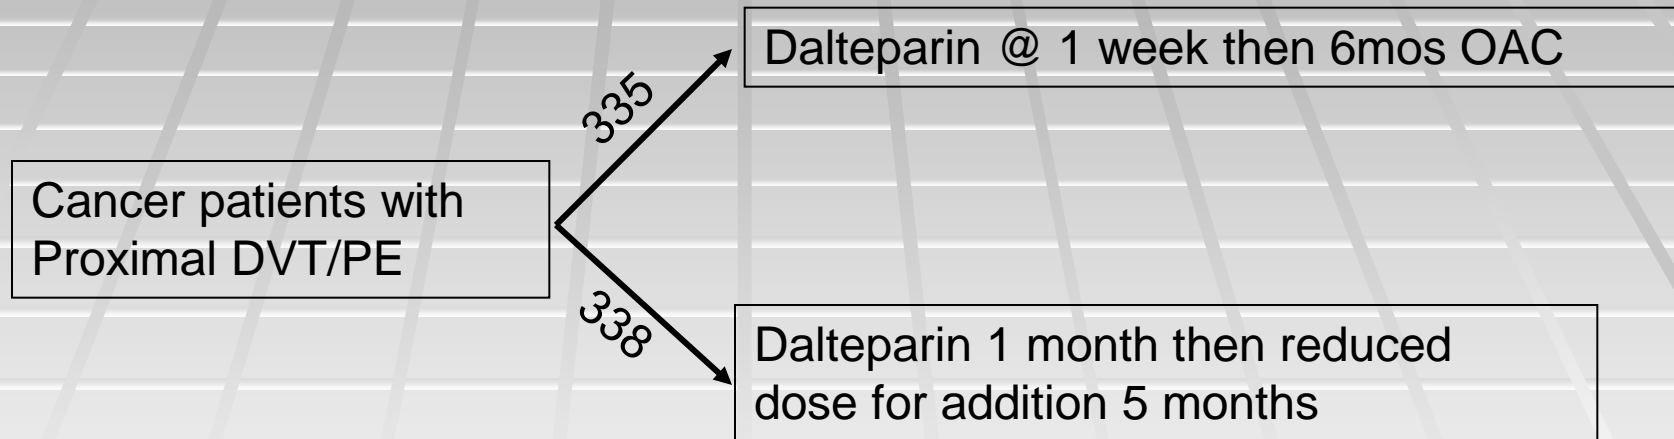 Dalteparin @ 1 week then 6mos OAC
335
Cancer patients with
Proximal DVT/PE
338
Dalteparin 1 month then reduced
dose for addition 5 months